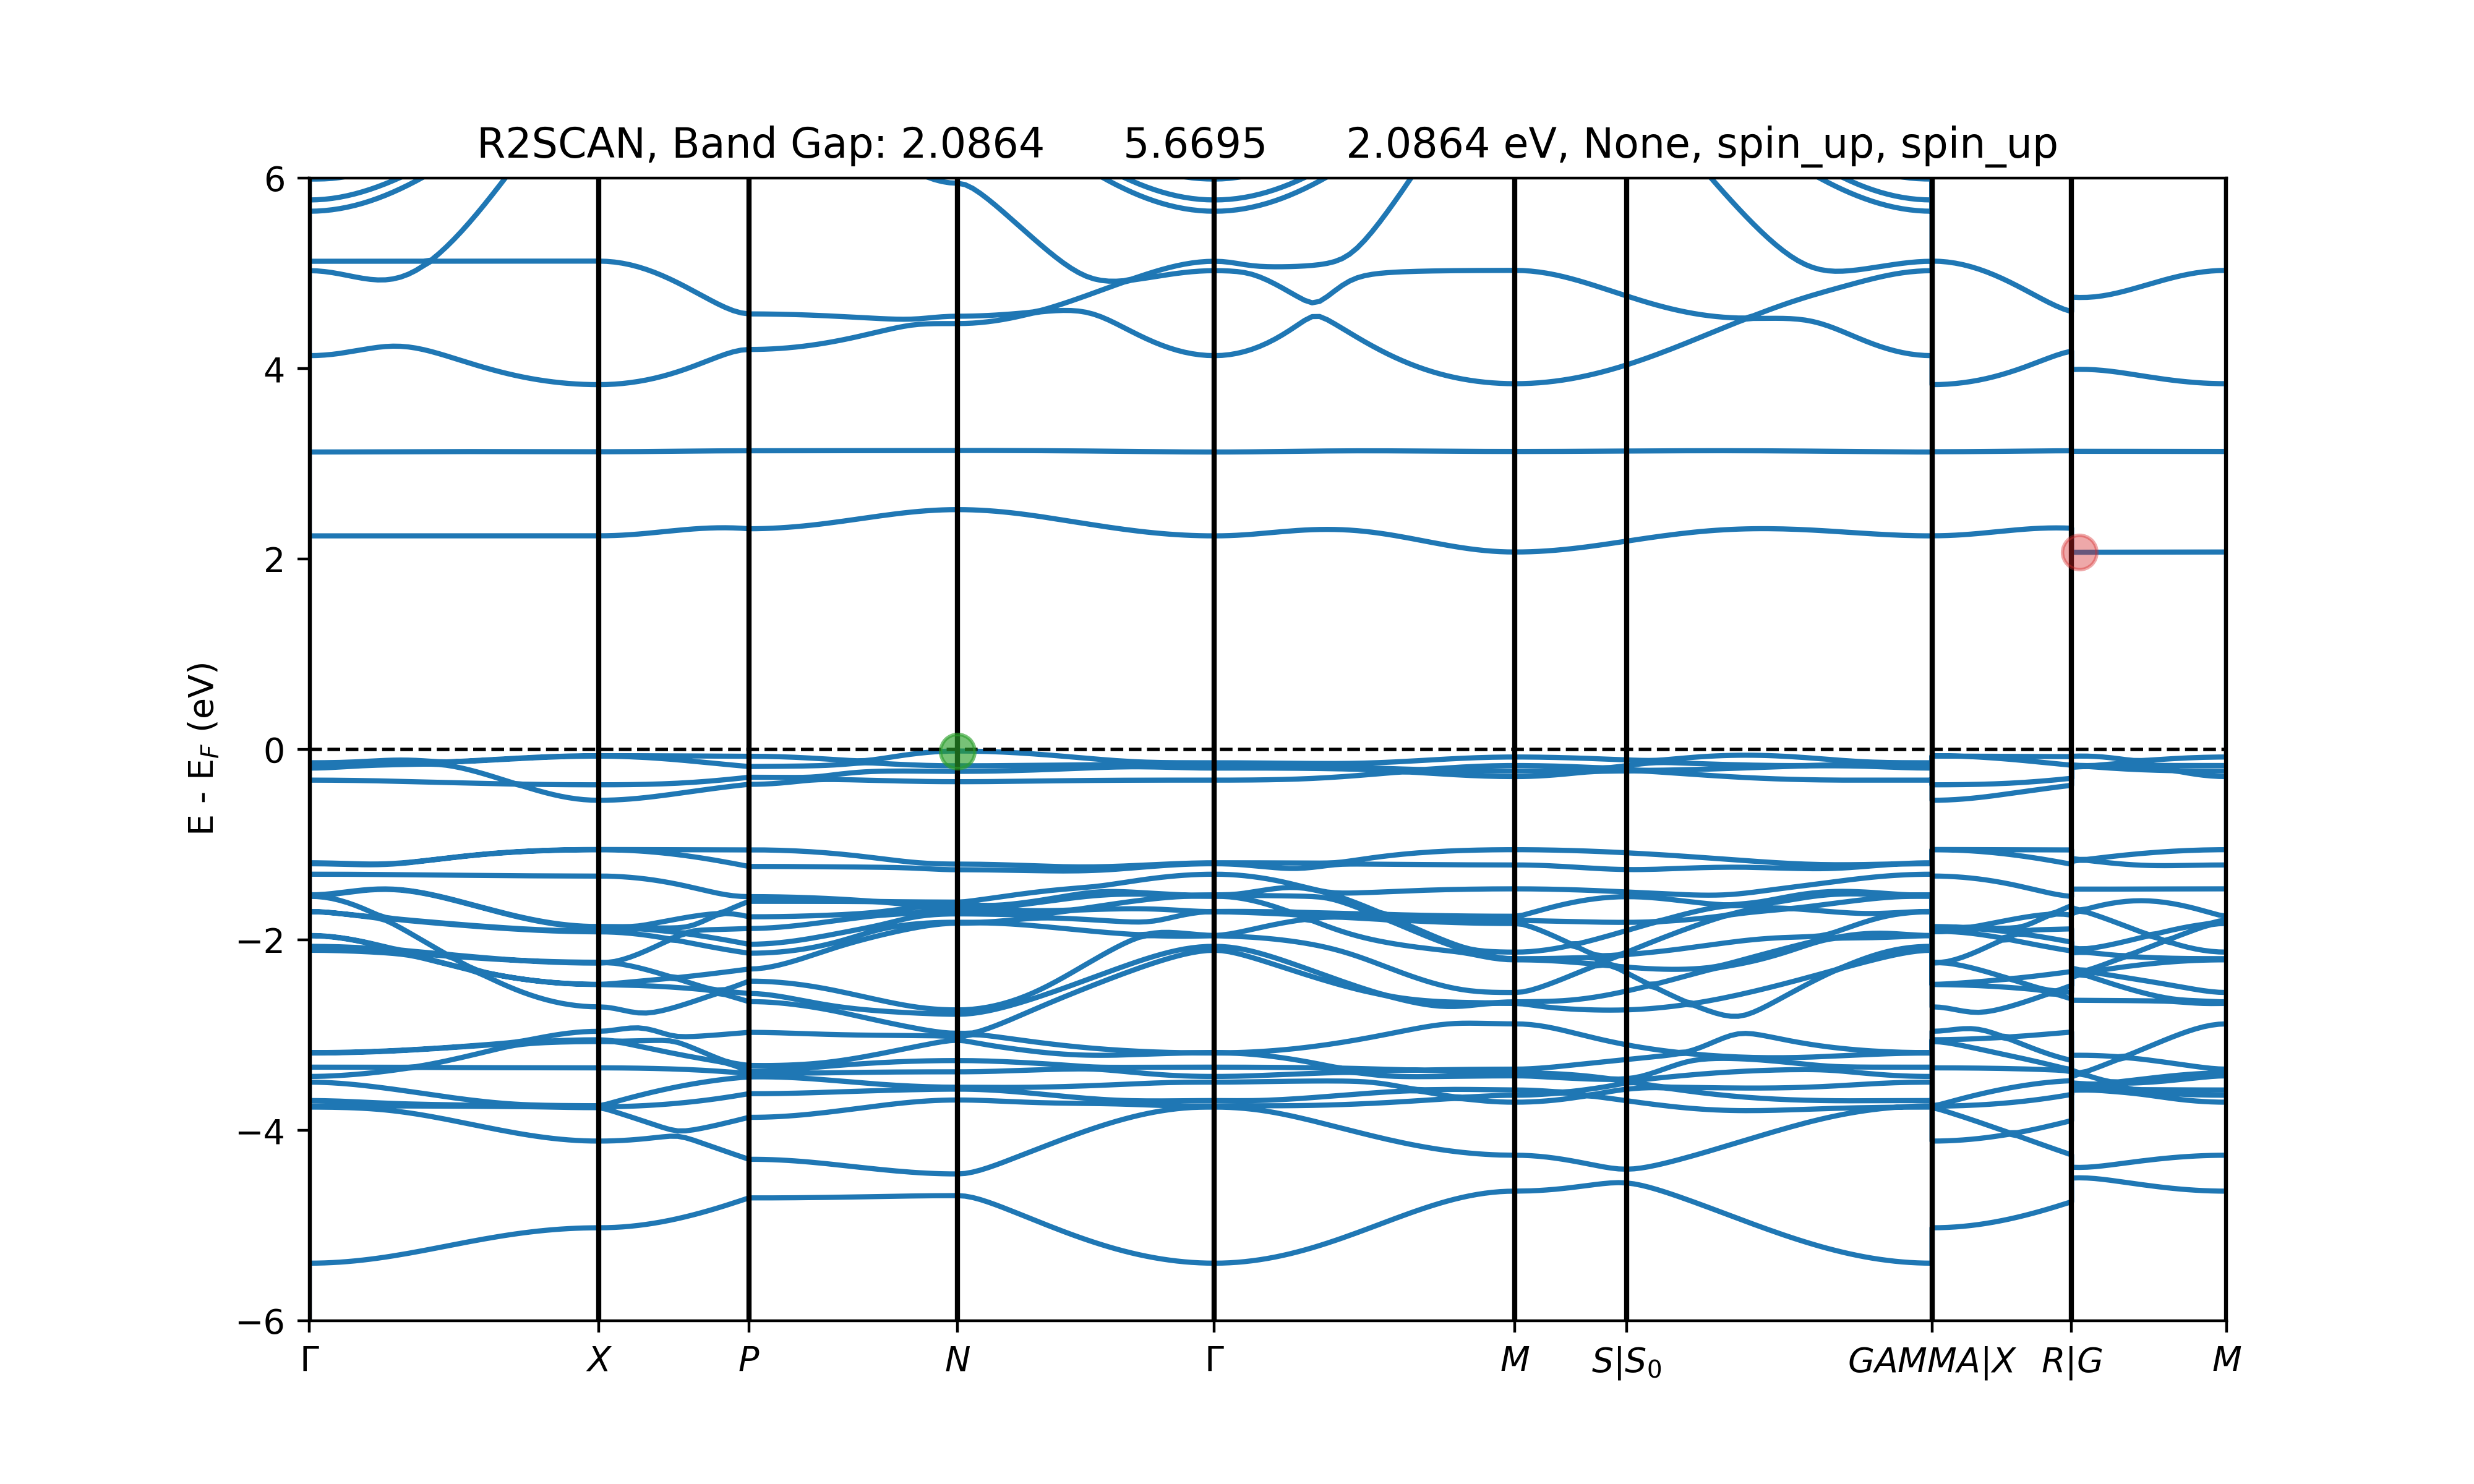 R2SCAN, Band Gap: 2.0864 5.6695 2.0864 eV, None, spin_up, spin_up
6
4
2
0
−2
−4
−6
E - E_F (eV)
Γ X P N Γ M S|S₀ GAMMA|X R|G M